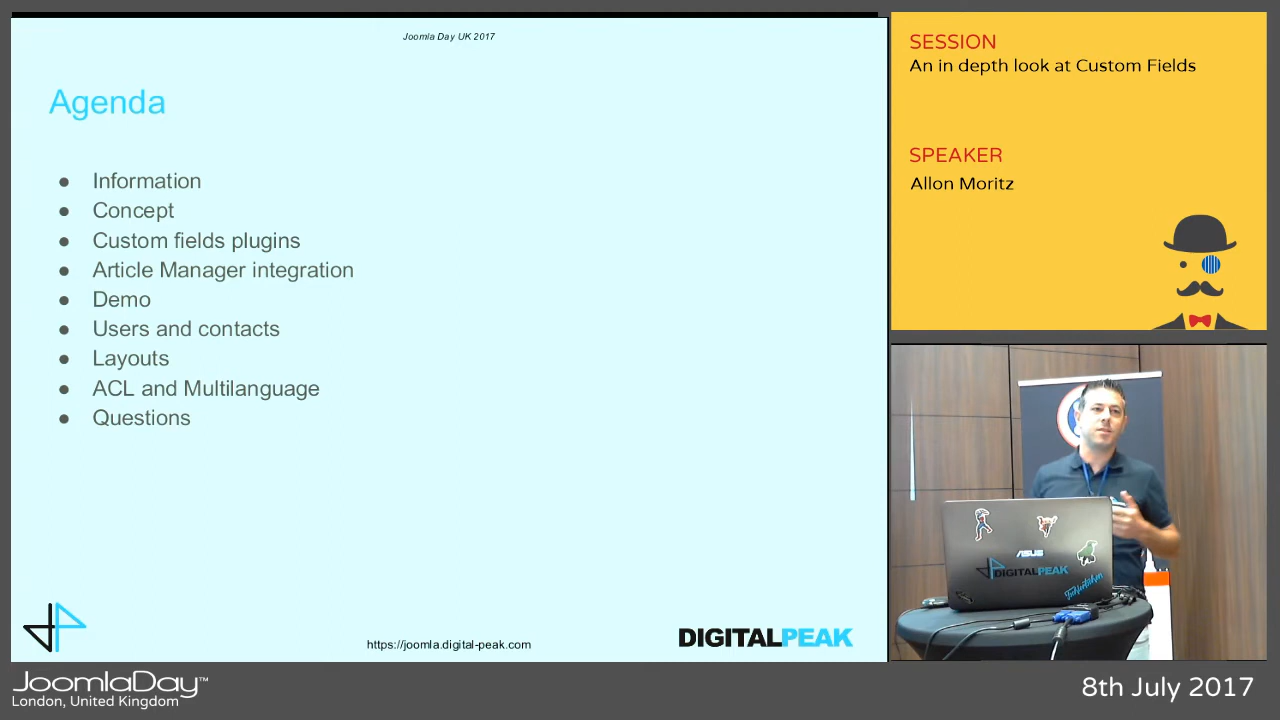 Joomla Day UK 2017
Agenda
● Information
● Concept
● Custom fields plugins
● Article Manager integration
● Demo
● Users and contacts
● Layouts
● ACL and Multilanguage
● Questions
https://joomla.digital-peak.com
DIGITALPEAK
SESSION
An in depth look at Custom Fields
SPEAKER
Allon Moritz
ASUS
DIGITALPEAK
JoomlaDay™
London, United Kingdom
8th July 2017